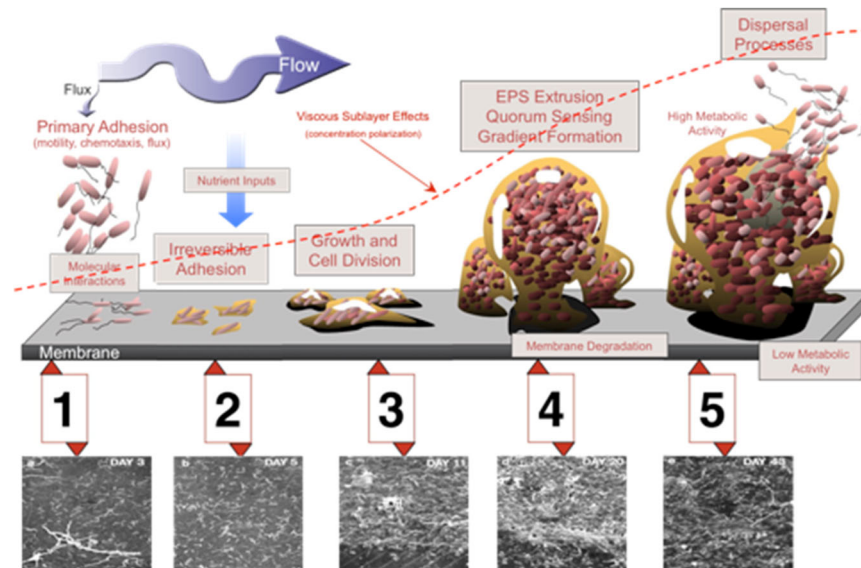 Dispersal
Processes
Flow
Flux
Primary Adhesion
(motility, chemotaxis, flux)
Viscous Sublayer Effects
(concentration polarization)
EPS Extrusion
Quorum Sensing
Gradient Formation
High Metabolic
Activity
Nutrient Inputs
Molecular
Interactions
Irreversible
Adhesion
Growth and
Cell Division
Membrane
Membrane Degradation
Low Metabolic
Activity
1
2
3
4
5
a
DAY 3
b
DAY 5
c
DAY 11
d
DAY 20
e